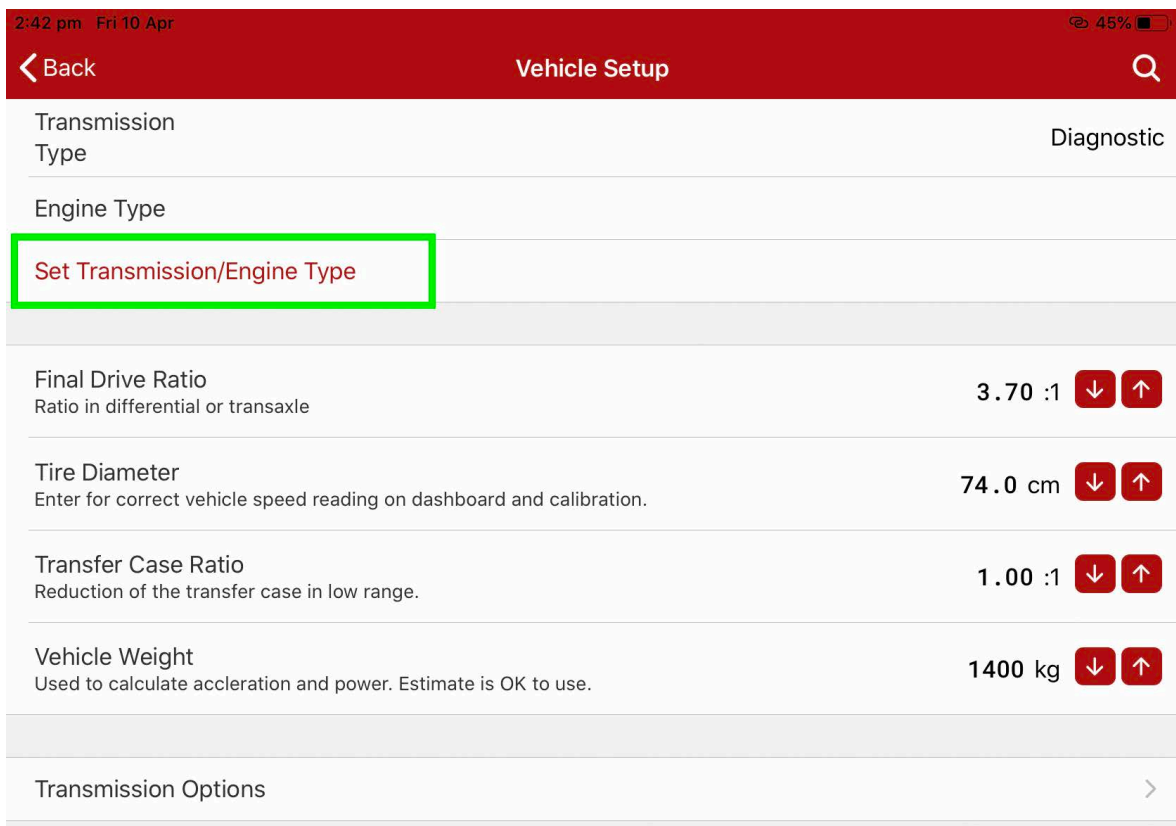 2:42 pm Fri 10 Apr 45%
Back Vehicle Setup
Transmission
Type
Diagnostic
Engine Type
Set Transmission/Engine Type
Final Drive Ratio
Ratio in differential or transaxle
3.70 :1
Tire Diameter
Enter for correct vehicle speed reading on dashboard and calibration.
74.0 cm
Transfer Case Ratio
Reduction of the transfer case in low range.
1.00 :1
Vehicle Weight
Used to calculate accleration and power. Estimate is OK to use.
1400 kg
Transmission Options